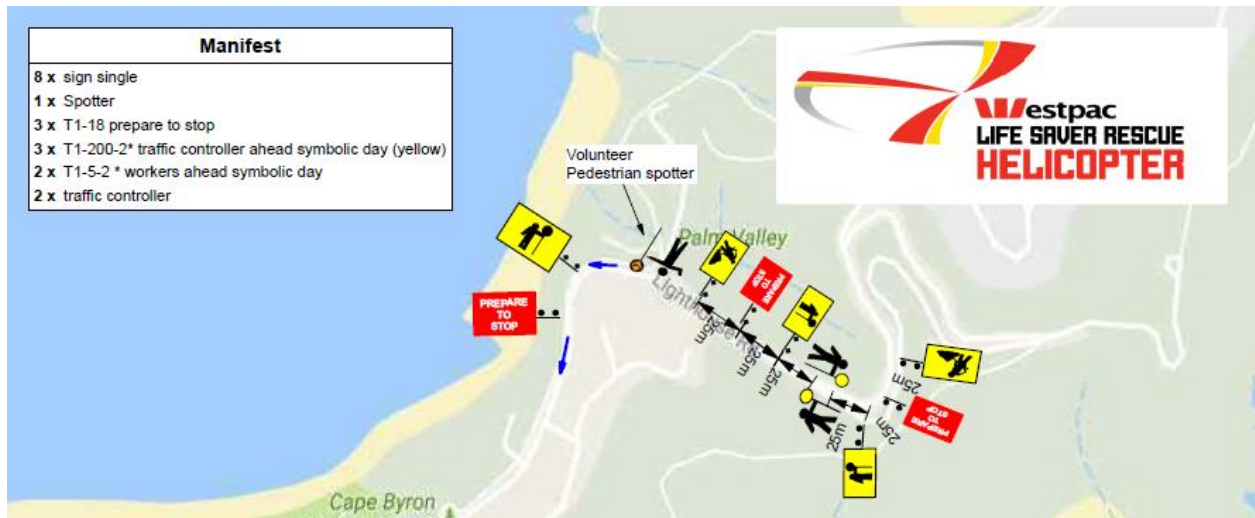 Manifest
8 x sign single
1 x Spotter
3 x T1-18 prepare to stop
3 x T1-200-2* traffic controller ahead symbolic day (yellow)
2 x T1-5-2 * workers ahead symbolic day
2 x traffic controller
Westpac
LIFE SAVER RESCUE
HELICOPTER
Volunteer
Pedestrian spotter
Palm Valley
PREPARE
TO
STOP
PREPARE
TO
STOP
Lighthouse
25m
25m
25m
25m
PREPARE
TO
STOP
25m
25m
Cape Byron